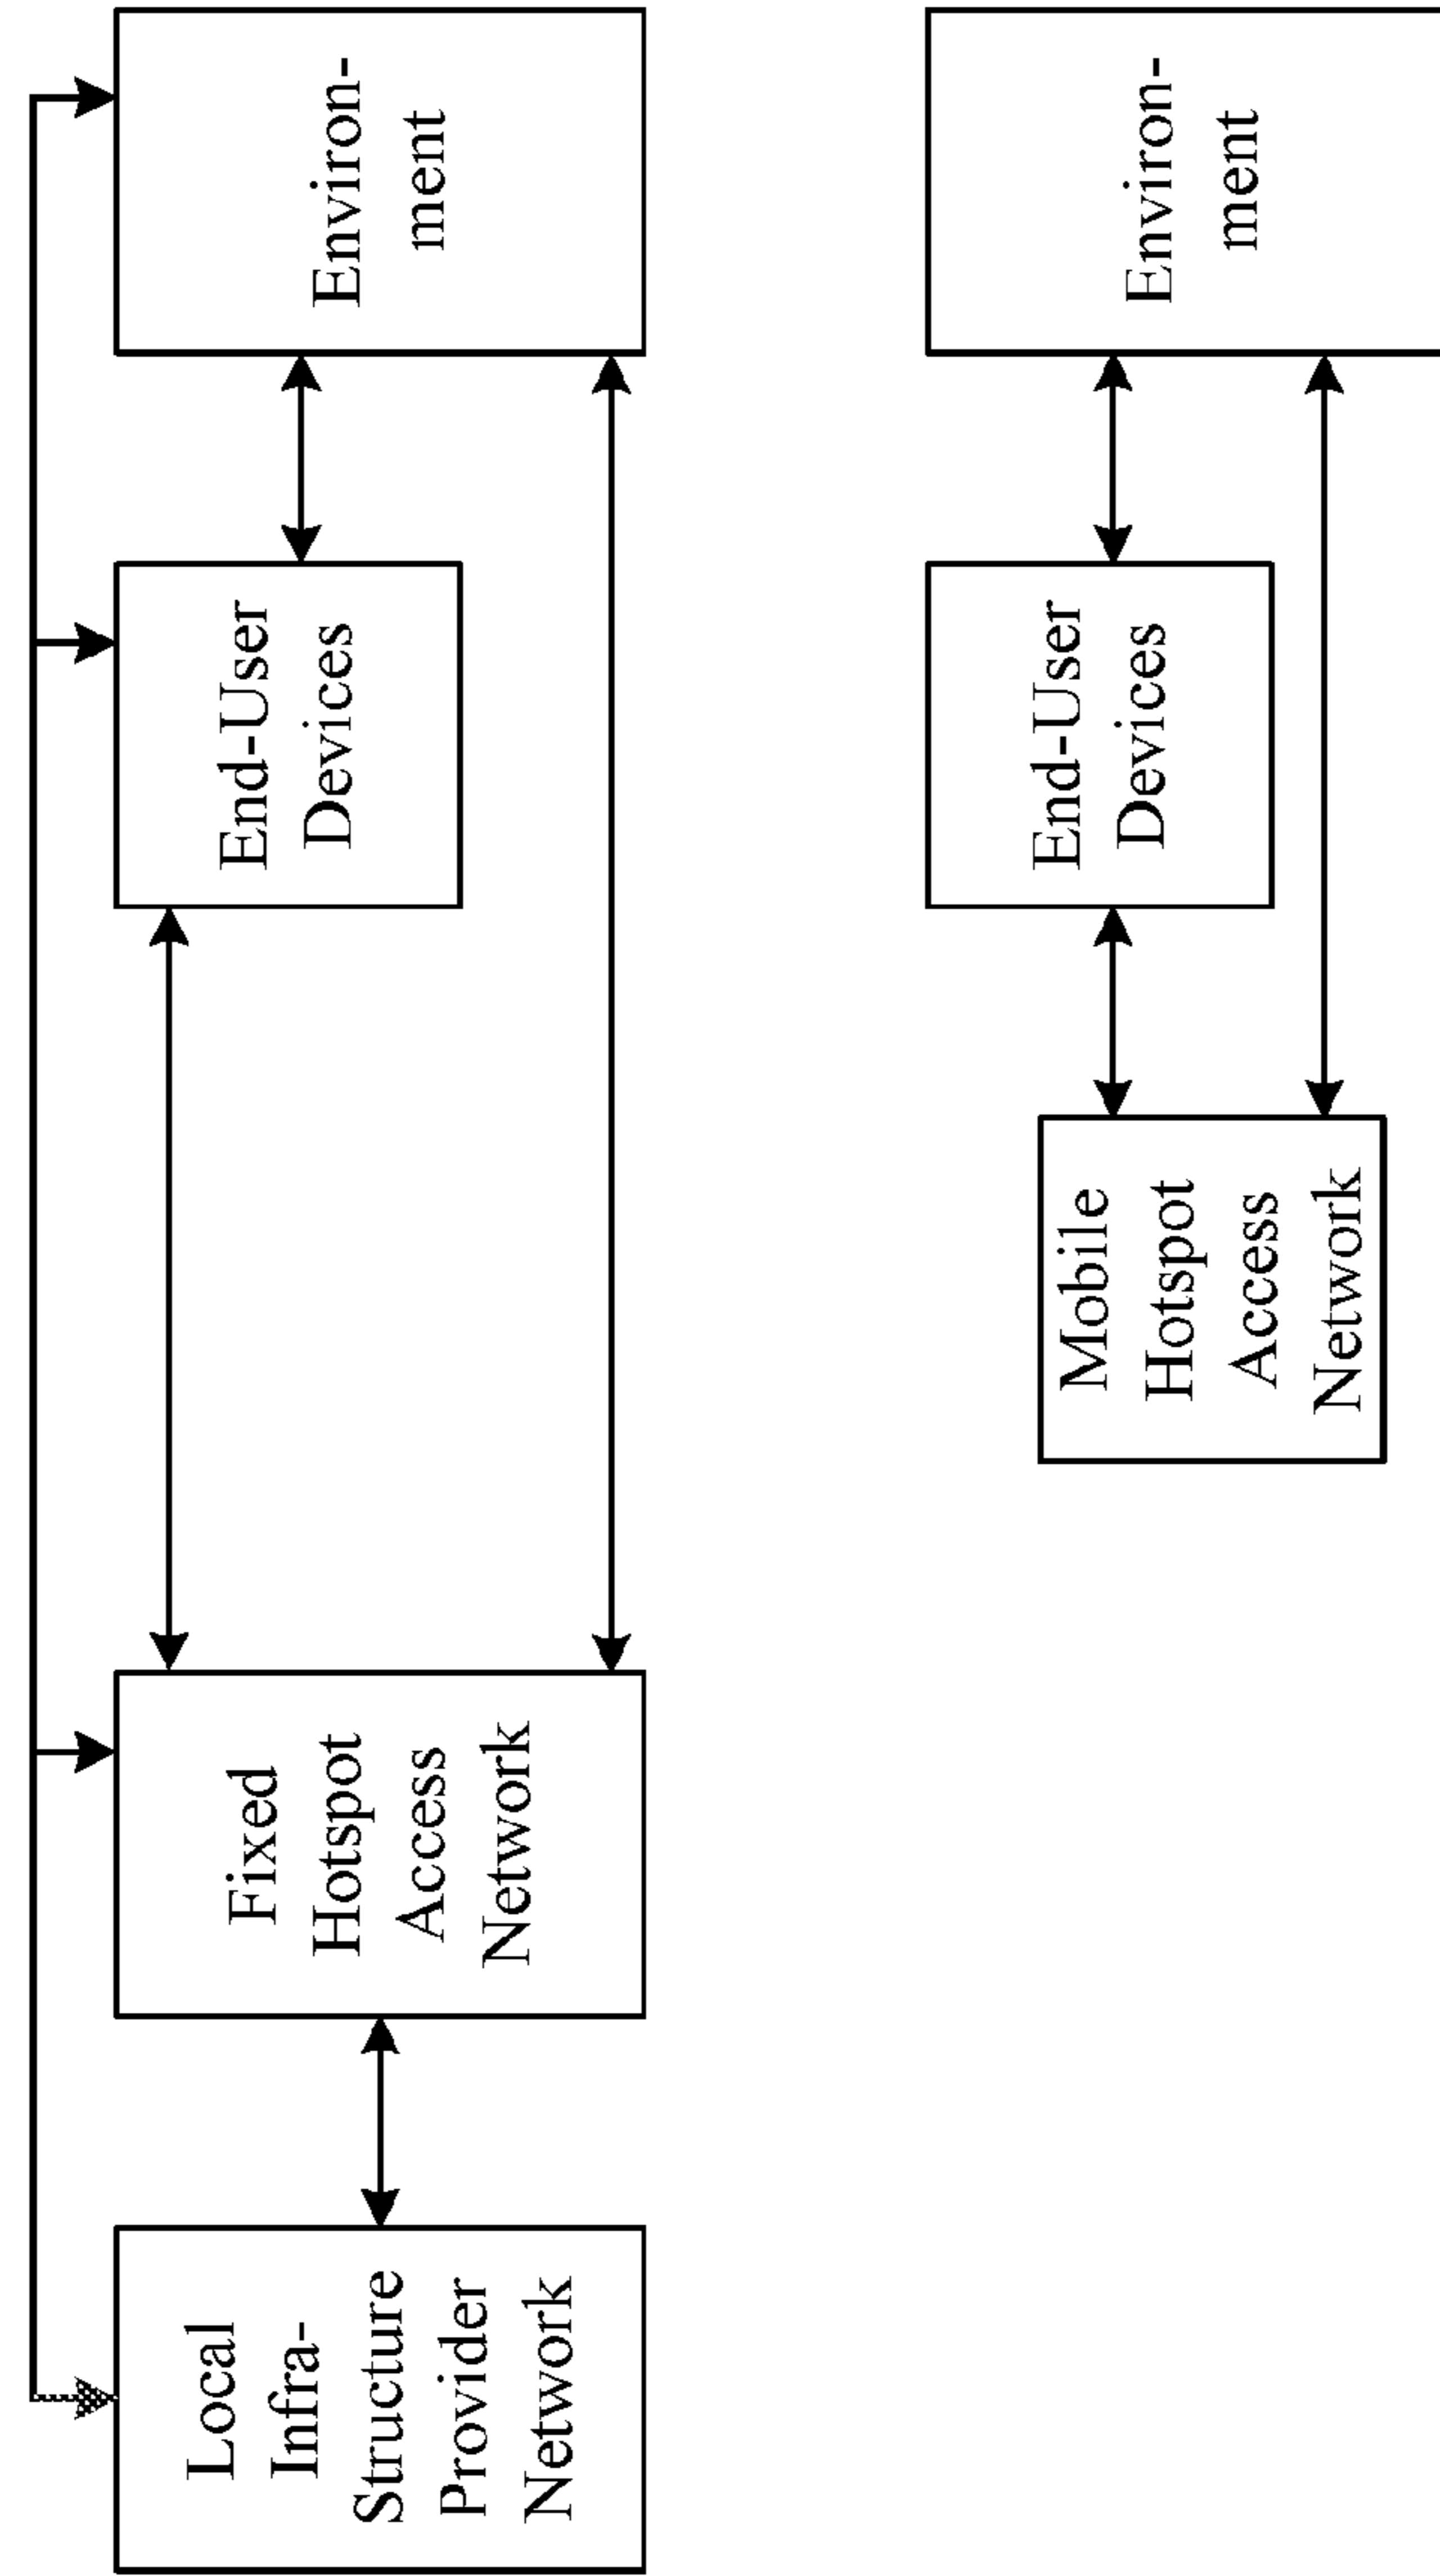 Local
Infra-
Structure
Provider
Network
Fixed
Hotspot
Access
Network
End-User
Devices
Environ-
ment
Mobile
Hotspot
Access
Network
End-User
Devices
Environ-
ment